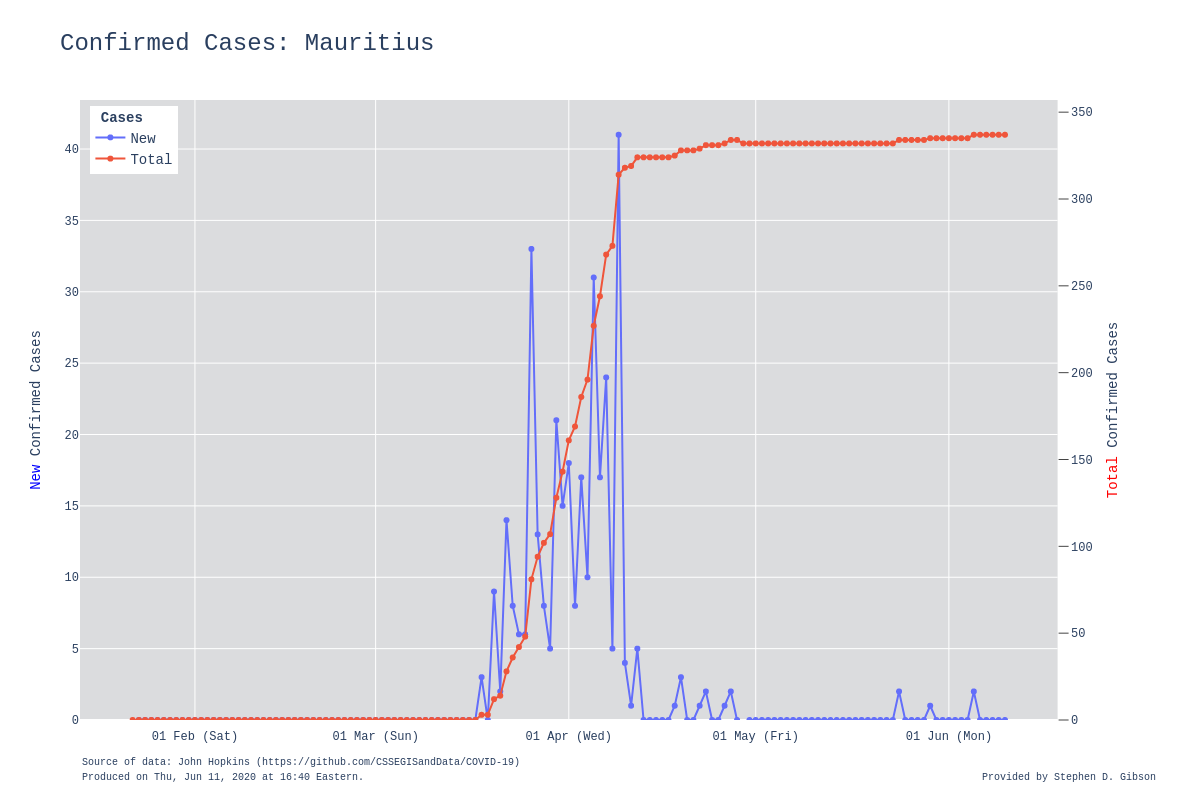 Confirmed Cases: Mauritius
Cases
New
Total
40
35
30
25
20
15
10
5
0
350
300
250
200
150
100
50
0
New Confirmed Cases
Total Confirmed Cases
01 Feb (Sat)
01 Mar (Sun)
01 Apr (Wed)
01 May (Fri)
01 Jun (Mon)
Source of data: John Hopkins (https://github.com/CSSEGISandData/COVID-19)
Produced on Thu, Jun 11, 2020 at 16:40 Eastern.
Provided by Stephen D. Gibson